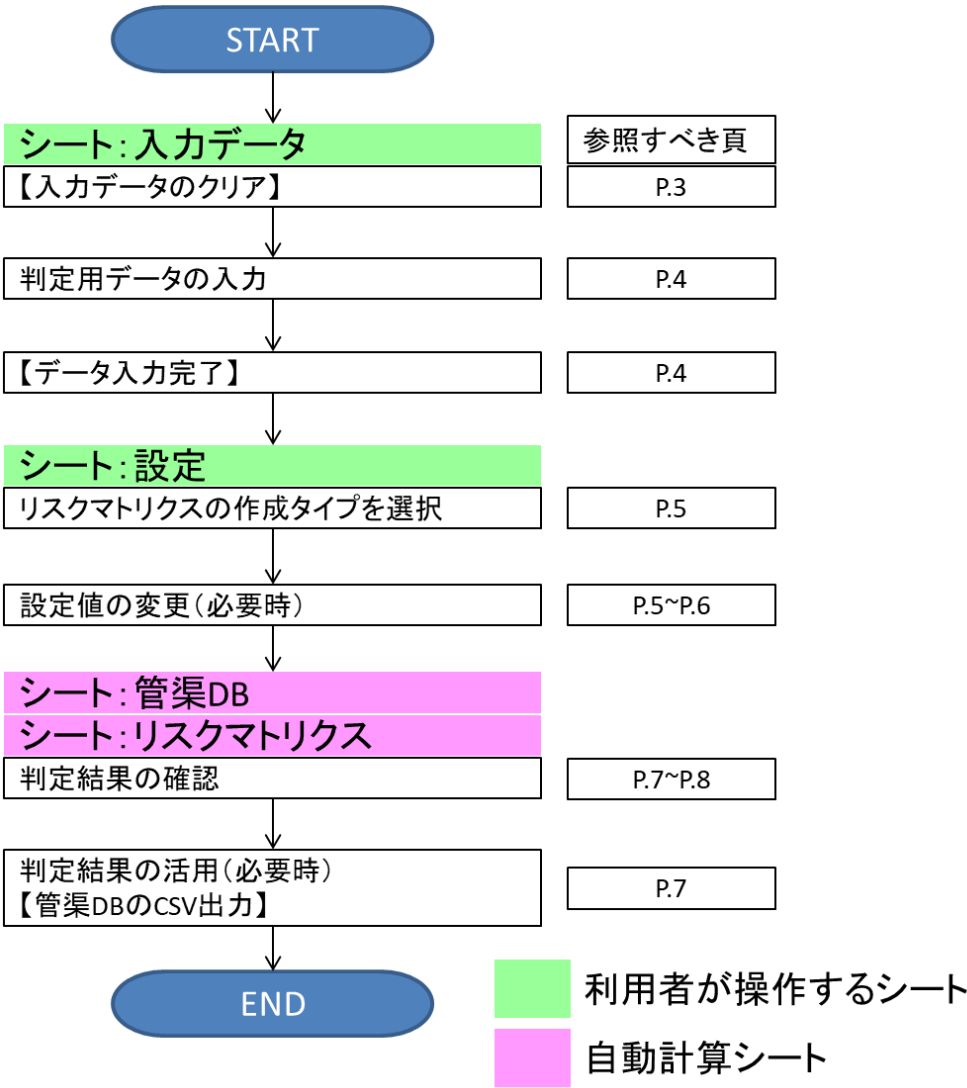 START
シート:入力データ
参照すべき頁
【入力データのクリア】
P.3
判定用データの入力
P.4
【データ入力完了】
P.4
シート:設定
リスクマトリクスの作成タイプを選択
P.5
設定値の変更(必要時)
P.5~P.6
シート:管渠DB
シート:リスクマトリクス
判定結果の確認
P.7~P.8
判定結果の活用(必要時)
【管渠DBのCSV出力】
P.7
END
利用者が操作するシート
自動計算シート